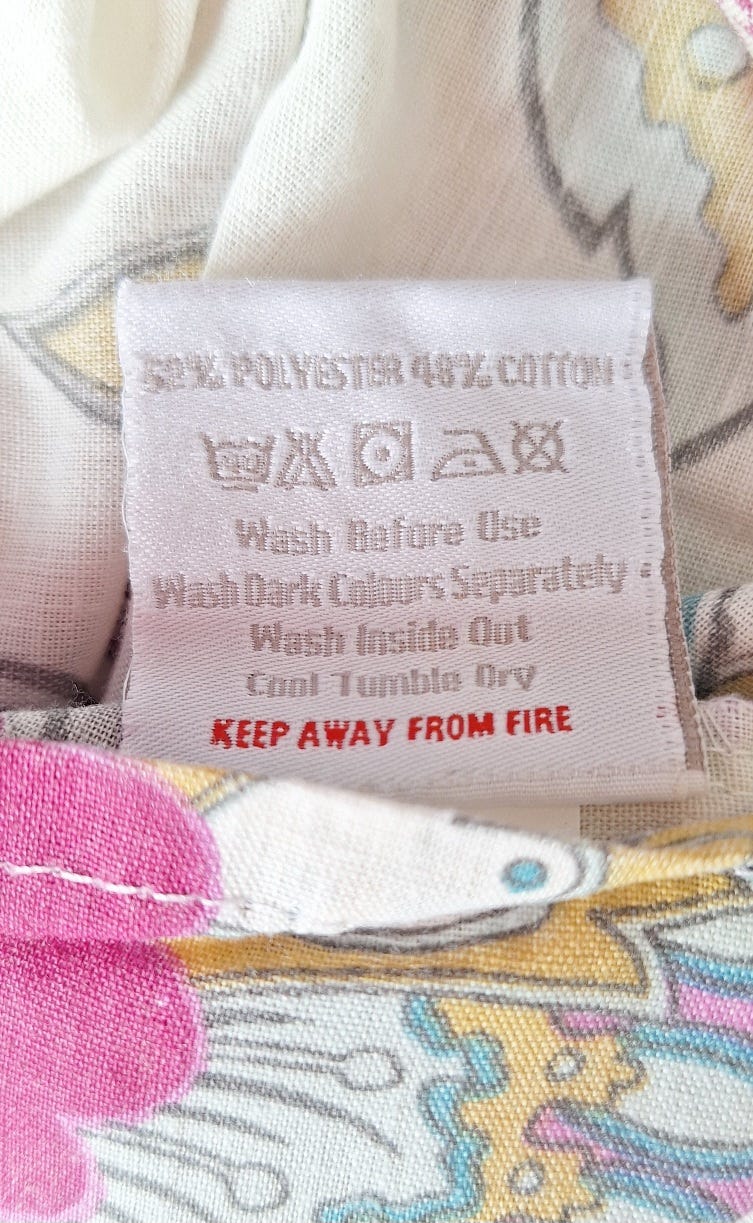 52% POLYESTER 48% COTTON
40
Wash Before Use
Wash Dark Colours Separately
Wash Inside Out
Cool Tumble Dry
KEEP AWAY FROM FIRE